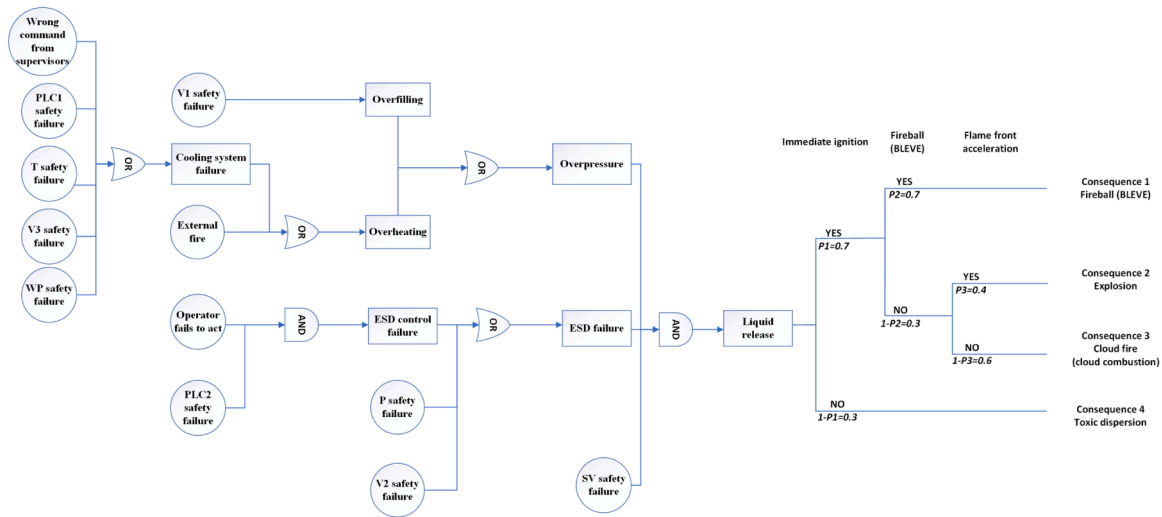 Wrong
command
from
supervisors
PLC1
safety
failure
T safety
failure
V3 safety
failure
WP safety
failure
OR
V1 safety
failure
Cooling system
failure
External
fire
OR
Overfilling
Overheating
OR
Overpressure
Operator
fails to act
PLC2
safety
failure
AND
ESD control
failure
P safety
failure
V2 safety
failure
OR
ESD failure
SV safety
failure
AND
Liquid
release
Immediate ignition
Fireball
(BLEVE)
Flame front
acceleration
YES
P1=0.7
NO
1-P1=0.3
YES
P2=0.7
NO
1-P2=0.3
YES
P3=0.4
NO
1-P3=0.6
Consequence 1
Fireball (BLEVE)
Consequence 2
Explosion
Consequence 3
Cloud fire
(cloud combustion)
Consequence 4
Toxic dispersion